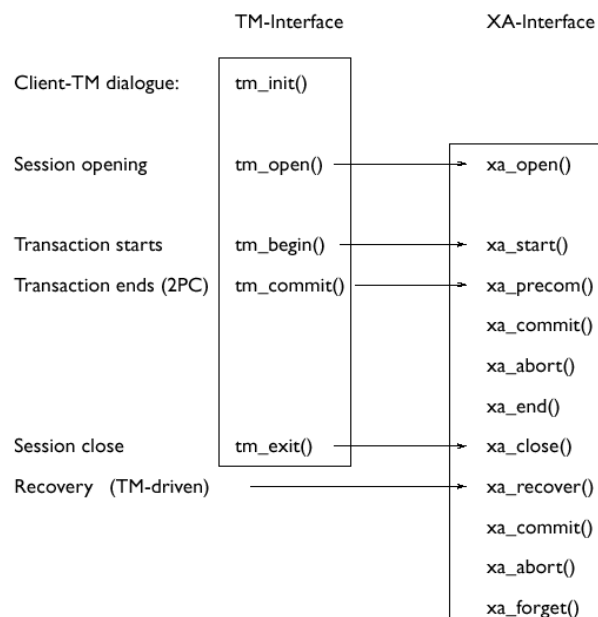 TM-Interface XA-Interface
Client-TM dialogue: tm_init()
Session opening tm_open() xa_open()
Transaction starts tm_begin() xa_start()
Transaction ends (2PC) tm_commit() xa_precom()
xa_commit()
xa_abort()
xa_end()
Session close tm_exit() xa_close()
Recovery (TM-driven) xa_recover()
xa_commit()
xa_abort()
xa_forget()